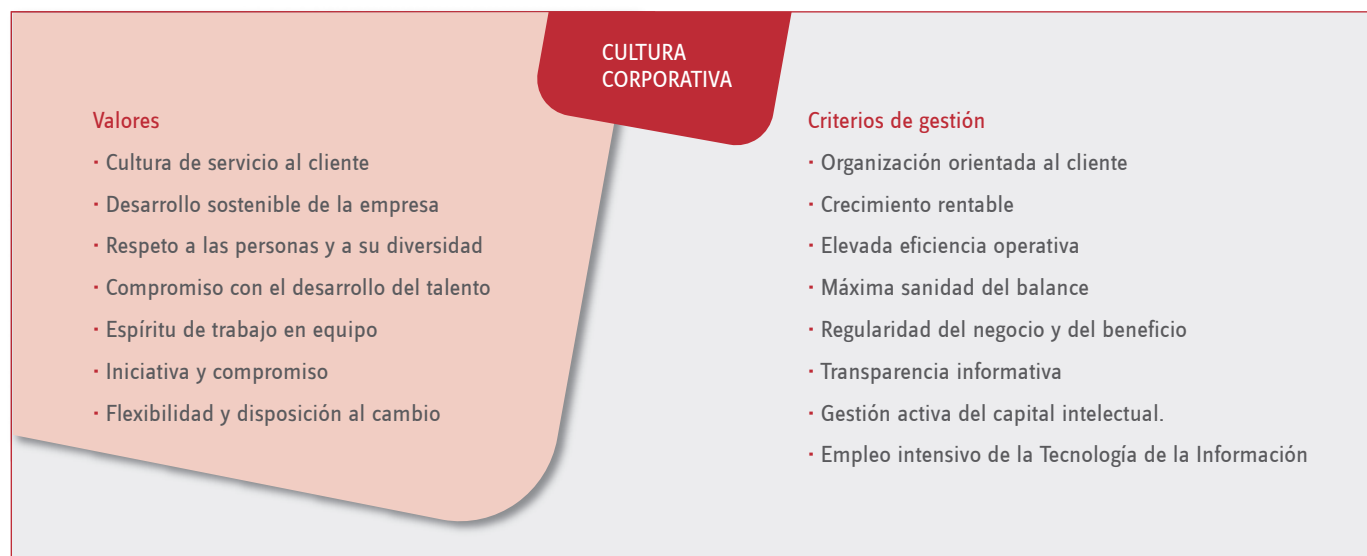 CULTURA
CORPORATIVA
Valores
· Cultura de servicio al cliente
· Desarrollo sostenible de la empresa
· Respeto a las personas y a su diversidad
· Compromiso con el desarrollo del talento
· Espíritu de trabajo en equipo
· Iniciativa y compromiso
· Flexibilidad y disposición al cambio
Criterios de gestión
· Organización orientada al cliente
· Crecimiento rentable
· Elevada eficiencia operativa
· Máxima sanidad del balance
· Regularidad del negocio y del beneficio
· Transparencia informativa
· Gestión activa del capital intelectual.
· Empleo intensivo de la Tecnología de la Información